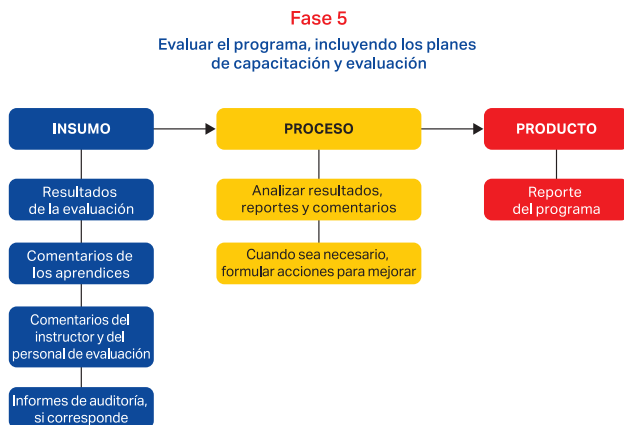 Fase 5
Evaluar el programa, incluyendo los planes
de capacitación y evaluación
INSUMO
PROCESO
PRODUCTO
Resultados
de la evaluación
Analizar resultados,
reportes y comentarios
Reporte
del programa
Comentarios de
los aprendices
Cuando sea necesario,
formular acciones para mejorar
Comentarios del
instructor y del
personal de evaluación
Informes de auditoría,
si corresponde